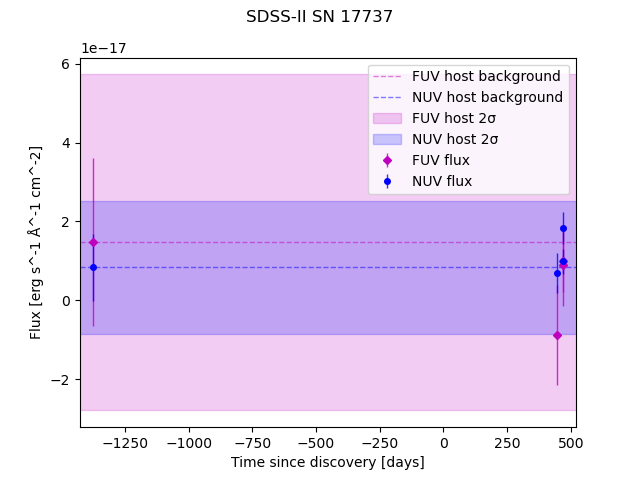 SDSS-II SN 17737
1e−17
FUV host background
NUV host background
FUV host 2σ
NUV host 2σ
FUV flux
NUV flux
6
4
2
0
−2
Flux [erg s^-1 Å^-1 cm^-2]
−1250 −1000 −750 −500 −250 0 250 500
Time since discovery [days]